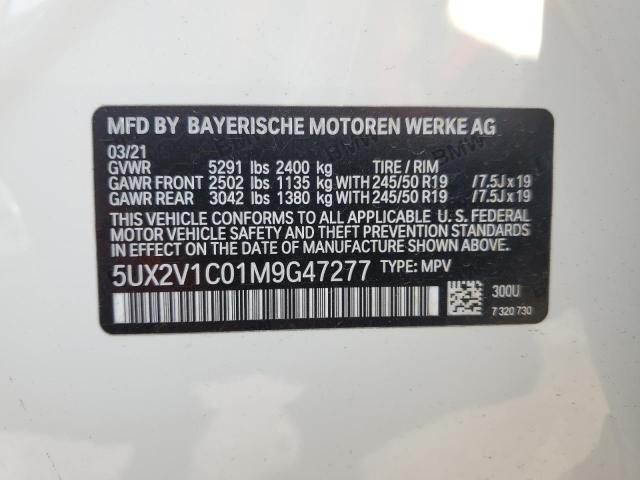 MFD BY BAYERISCHE MOTOREN WERKE AG
03/21
GVWR 5291 lbs 2400 kg TIRE / RIM
GAWR FRONT 2502 lbs 1135 kg WITH 245/50 R19 /7.5J x 19
GAWR REAR 3042 lbs 1380 kg WITH 245/50 R19 /7.5J x 19
THIS VEHICLE CONFORMS TO ALL APPLICABLE U. S. FEDERAL
MOTOR VEHICLE SAFETY AND THEFT PREVENTION STANDARDS
IN EFFECT ON THE DATE OF MANUFACTURE SHOWN ABOVE.
5UX2V1C01M9G47277 TYPE: MPV
300U
7 320 730